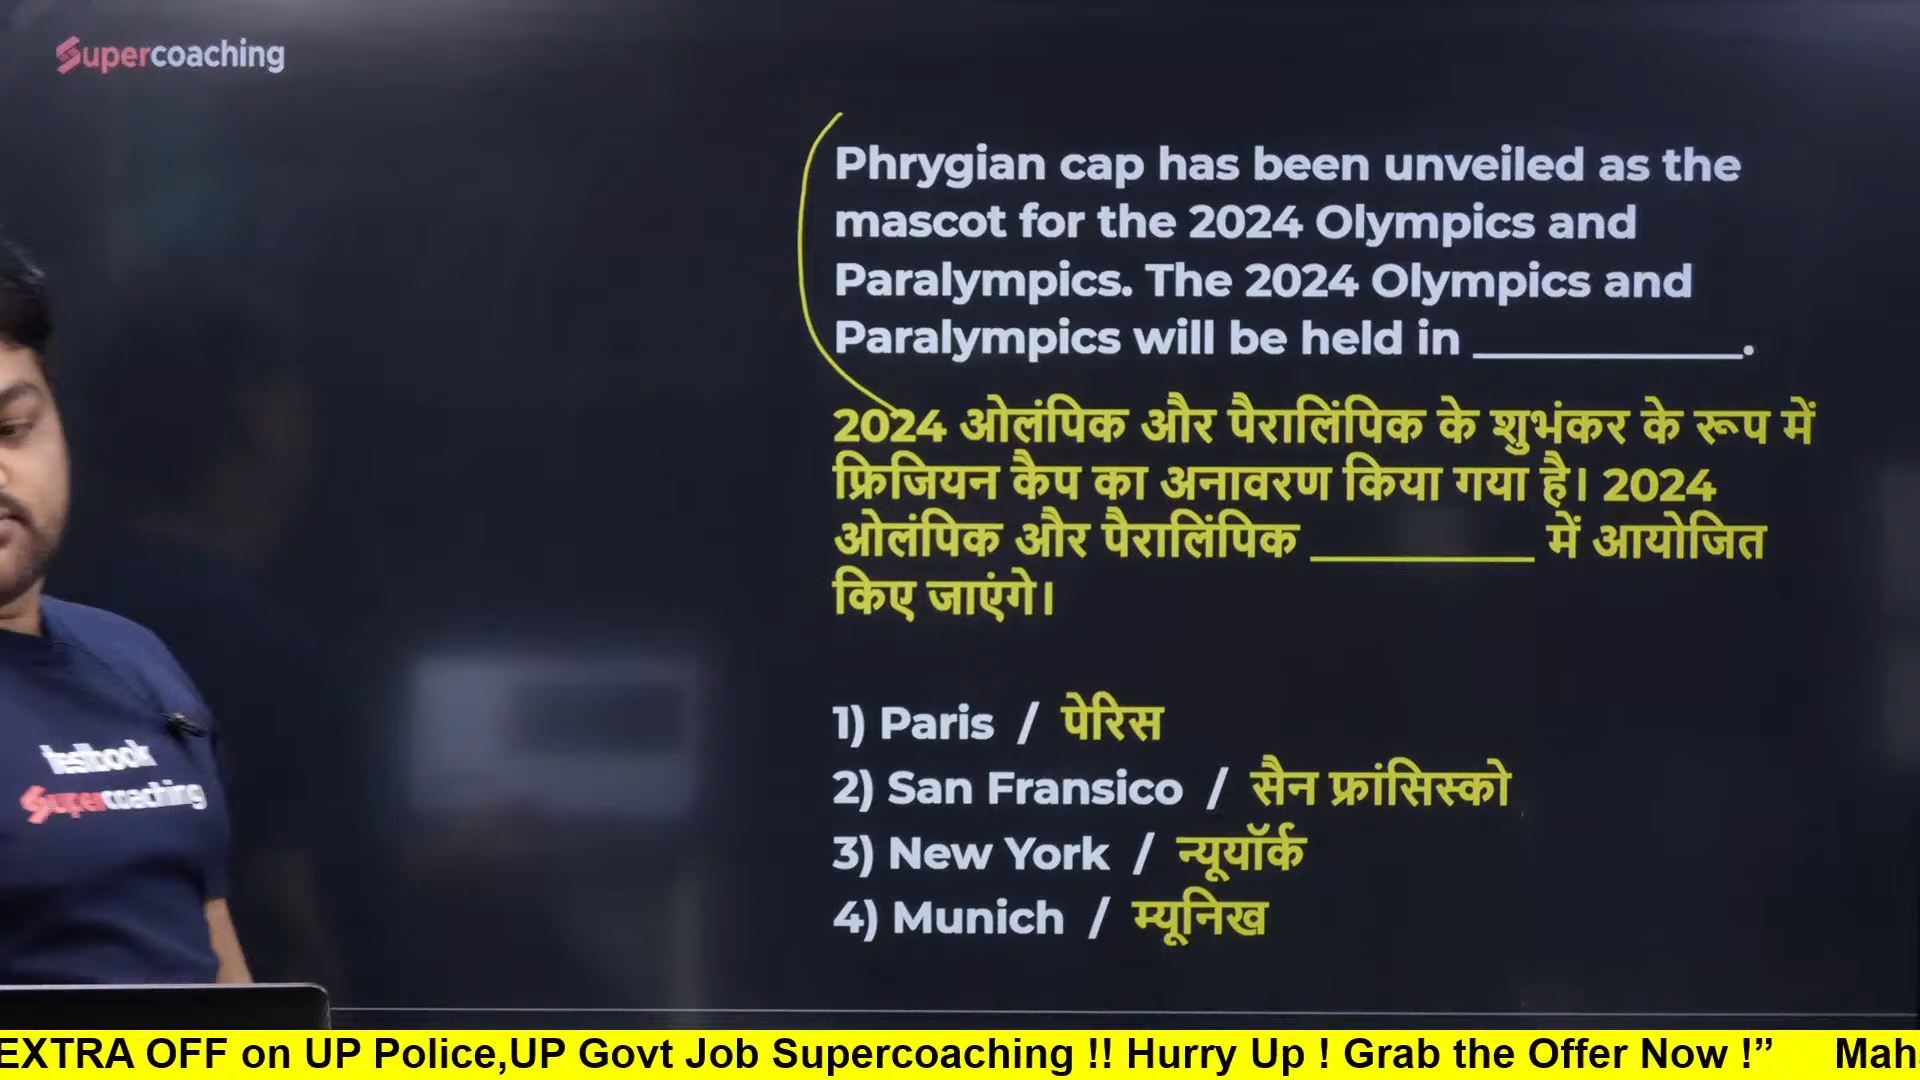 Supercoaching
Phrygian cap has been unveiled as the
mascot for the 2024 Olympics and
Paralympics. The 2024 Olympics and
Paralympics will be held in ___________.
2024 ओलंपिक और पैरालिंपिक के शुभंकर के रूप में
फ्रिजियन कैप का अनावरण किया गया है। 2024
ओलंपिक और पैरालिंपिक _________ में आयोजित
किए जाएंगे।
1) Paris / पेरिस
2) San Fransico / सैन फ्रांसिस्को
3) New York / न्यूयॉर्क
4) Munich / म्यूनिख
testbook
Supercoaching
EXTRA OFF on UP Police,UP Govt Job Supercoaching !! Hurry Up ! Grab the Offer Now !” Mah